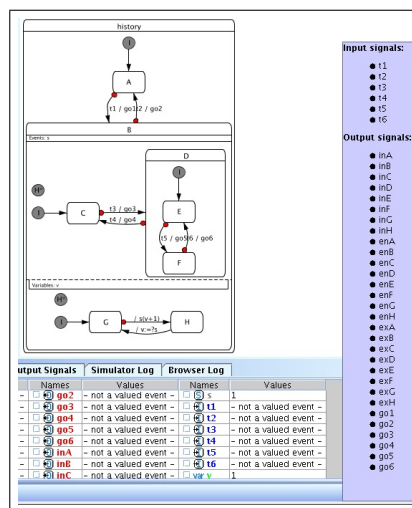 history
I
A
t1 / go1
t2 / go2
B
Events: s
D
I
H*
I
C
t3 / go3
t4 / go4
E
t5 / go5
t6 / go6
F
Variables: v
H*
I
G
/ s(v+1)
/ v:=?s
H
utput Signals Simulator Log Browser Log
Names Values Names Values
go2 – not a valued event – S s 1
go3 – not a valued event – t1 – not a valued event –
go4 – not a valued event – t2 – not a valued event –
go5 – not a valued event – t3 – not a valued event –
go6 – not a valued event – t4 – not a valued event –
inA – not a valued event – t5 – not a valued event –
inB – not a valued event – t6 – not a valued event –
inC – not a valued event – var v 1
Input signals:
t1
t2
t3
t4
t5
t6
Output signals:
inA
inB
inC
inD
inE
inF
inG
inH
enA
enB
enC
enD
enE
enF
enG
enH
exA
exB
exC
exD
exE
exF
exG
exH
go1
go2
go3
go4
go5
go6